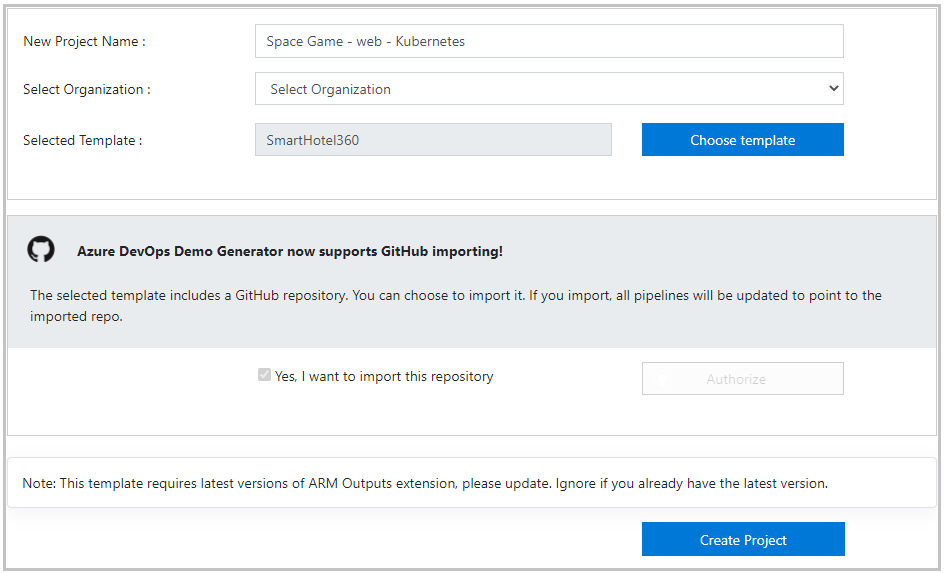 New Project Name :
Space Game - web - Kubernetes
Select Organization :
Select Organization
Selected Template :
SmartHotel360
Choose template
Azure DevOps Demo Generator now supports GitHub importing!
The selected template includes a GitHub repository. You can choose to import it. If you import, all pipelines will be updated to point to the
imported repo.
Yes, I want to import this repository
Authorize
Note: This template requires latest versions of ARM Outputs extension, please update. Ignore if you already have the latest version.
Create Project